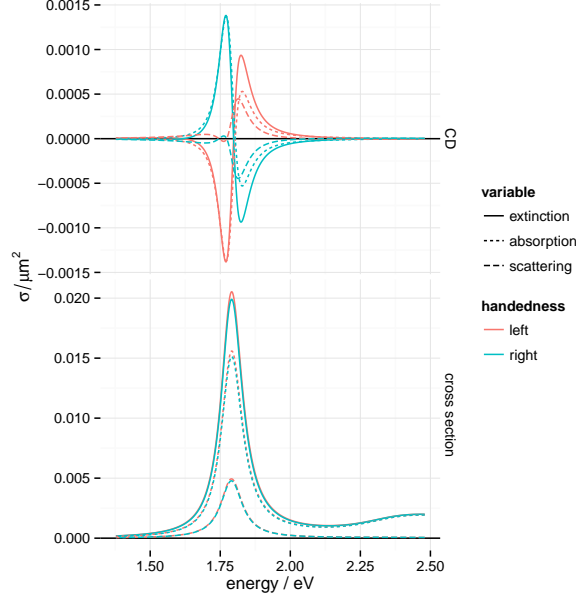 0.0015
0.0010
0.0005
0.0000
−0.0005
−0.0010
−0.0015
CD
σ / μm²
0.020
0.015
0.010
0.005
0.000
cross section
1.50 1.75 2.00 2.25 2.50
energy / eV
variable
extinction
absorption
scattering
handedness
left
right